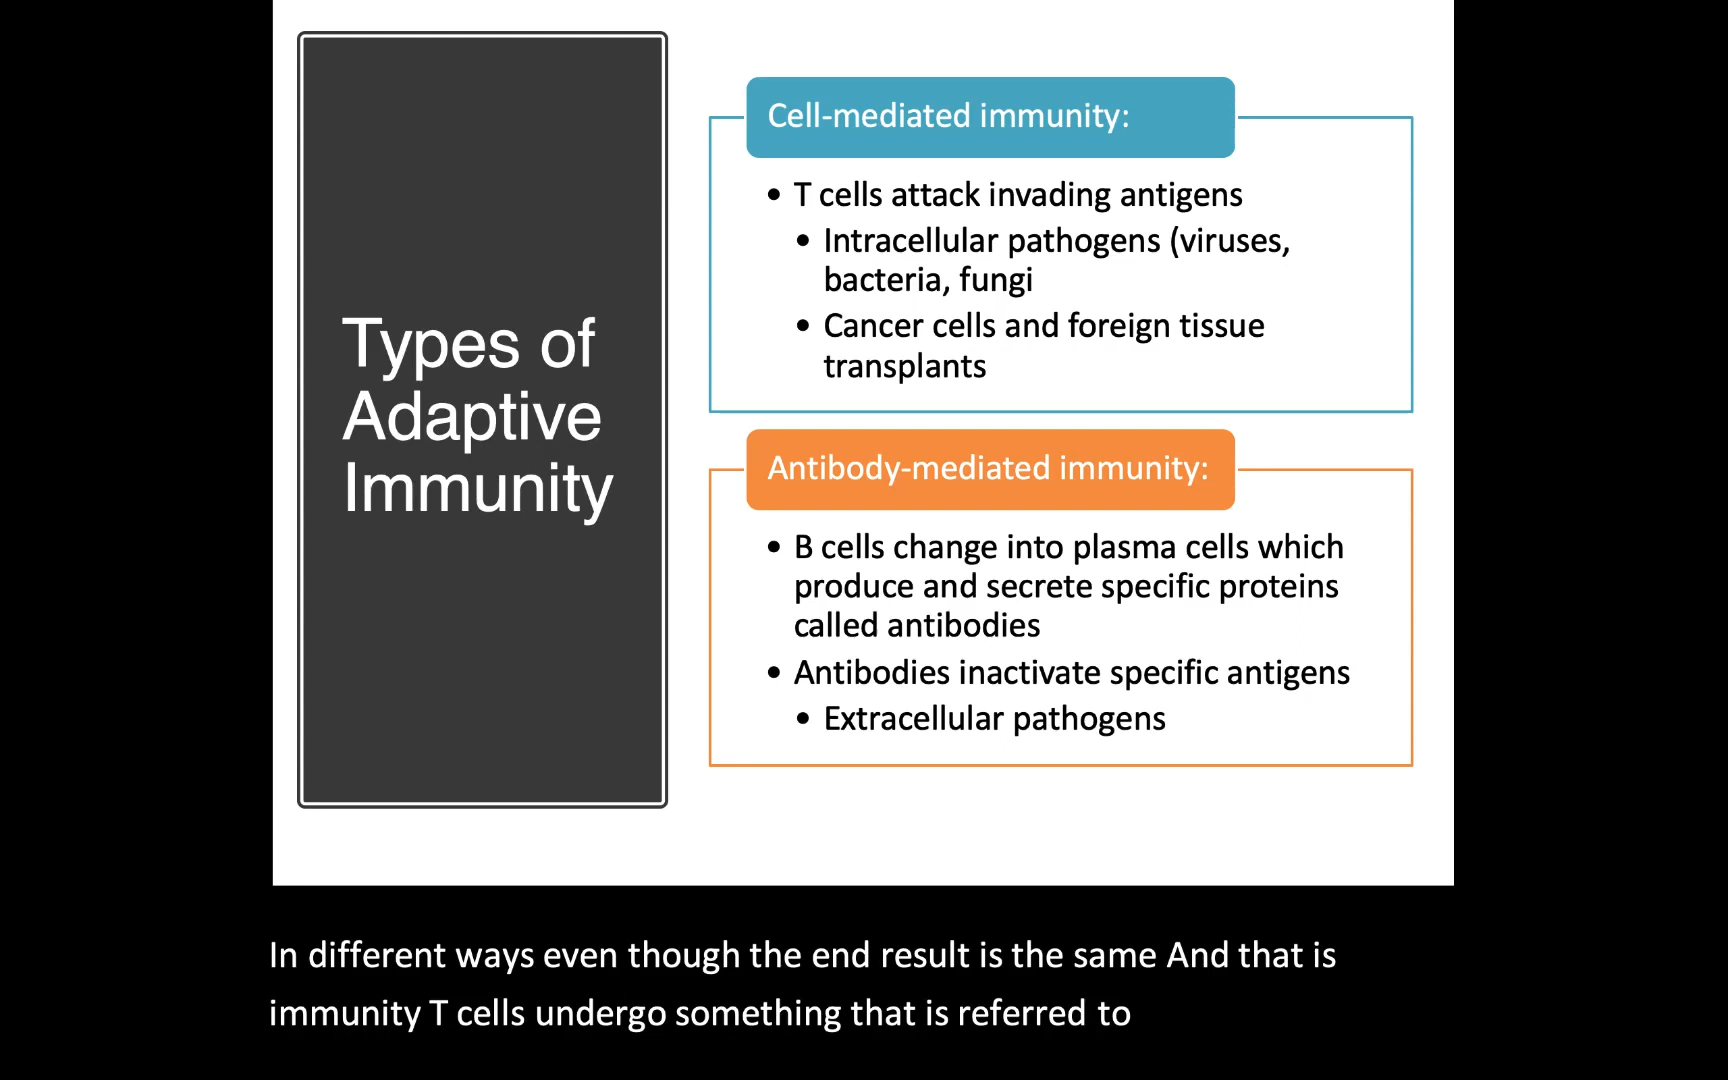 Types of
Adaptive
Immunity
Cell-mediated immunity:
• T cells attack invading antigens
• Intracellular pathogens (viruses,
bacteria, fungi
• Cancer cells and foreign tissue
transplants
Antibody-mediated immunity:
• B cells change into plasma cells which
produce and secrete specific proteins
called antibodies
• Antibodies inactivate specific antigens
• Extracellular pathogens
In different ways even though the end result is the same And that is
immunity T cells undergo something that is referred to